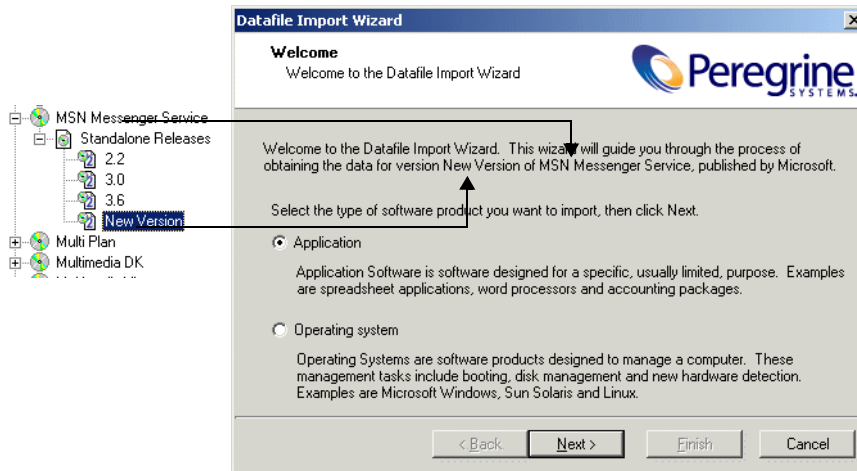 MSN Messenger Service
Standalone Releases
2.2
3.0
3.6
New Version
Multi Plan
Multimedia DK
Datafile Import Wizard
Welcome
Welcome to the Datafile Import Wizard
Peregrine
SYSTEMS
Welcome to the Datafile Import Wizard. This wizard will guide you through the process of
obtaining the data for version New Version of MSN Messenger Service, published by Microsoft.
Select the type of software product you want to import, then click Next.
Application
Application Software is software designed for a specific, usually limited, purpose. Examples
are spreadsheet applications, word processors and accounting packages.
Operating system
Operating Systems are software products designed to manage a computer. These
management tasks include booting, disk management and new hardware detection.
Examples are Microsoft Windows, Sun Solaris and Linux.
< Back
Next >
Finish
Cancel